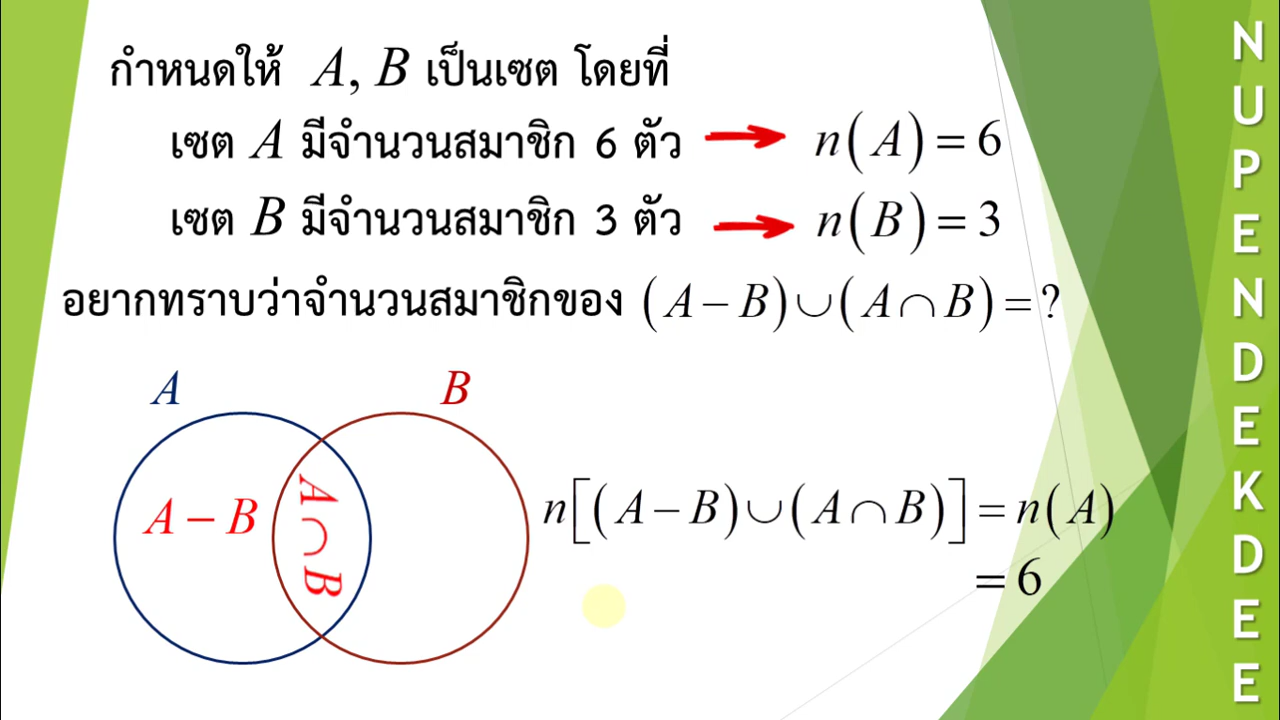 กำหนดให้ A, B เป็นเซต โดยที่
เซต A มีจำนวนสมาชิก 6 ตัว → n(A) = 6
เซต B มีจำนวนสมาชิก 3 ตัว → n(B) = 3
อยากทราบว่าจำนวนสมาชิกของ (A − B) ∪ (A ∩ B) = ?
A
B
A − B
A ∩ B
n[(A − B) ∪ (A ∩ B)] = n(A)
= 6
NUPENDEKDEE